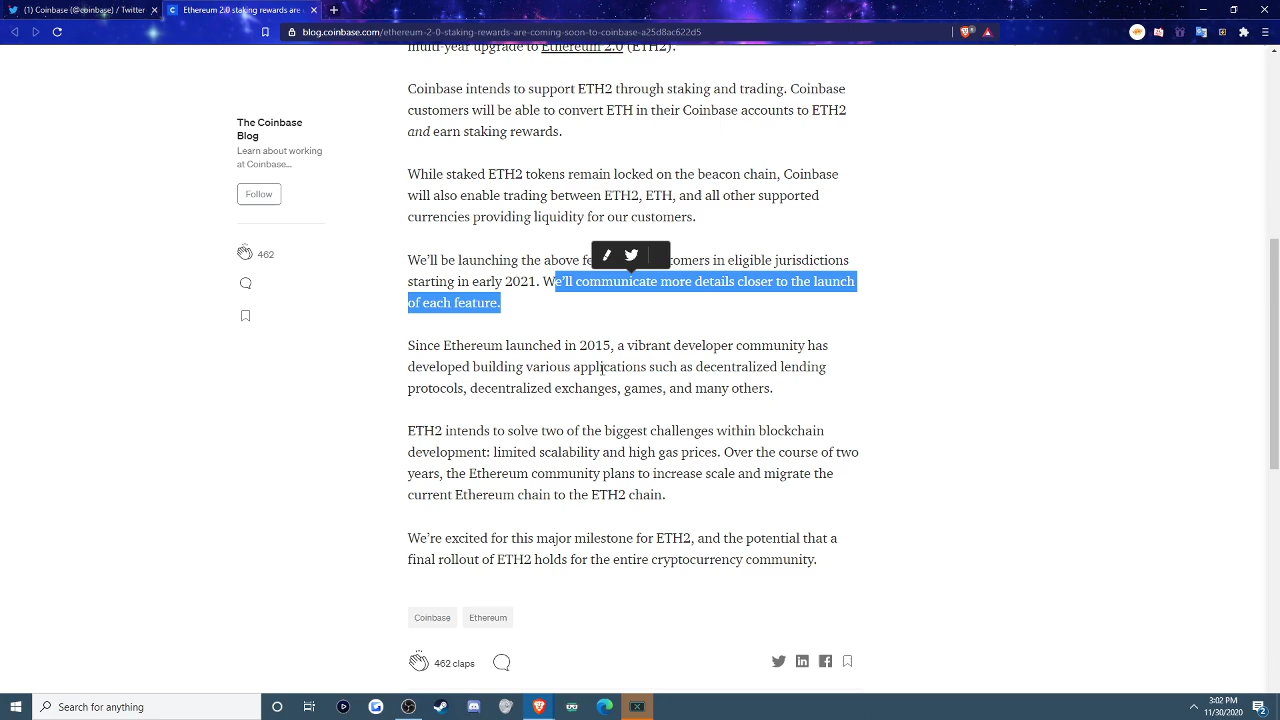 (1) Coinbase (@coinbase) / Twitter
Ethereum 2.0 staking rewards are
blog.coinbase.com/ethereum-2-0-staking-rewards-are-coming-soon-to-coinbase-a25d8ac622d5
multi-year upgrade to Ethereum 2.0 (ETH2).
Coinbase intends to support ETH2 through staking and trading. Coinbase
customers will be able to convert ETH in their Coinbase accounts to ETH2
and earn staking rewards.
The Coinbase
Blog
Learn about working
at Coinbase...
Follow
462
While staked ETH2 tokens remain locked on the beacon chain, Coinbase
will also enable trading between ETH2, ETH, and all other supported
currencies providing liquidity for our customers.
We’ll be launching the above fe tomers in eligible jurisdictions
starting in early 2021. We’ll communicate more details closer to the launch
of each feature.
Since Ethereum launched in 2015, a vibrant developer community has
developed building various applications such as decentralized lending
protocols, decentralized exchanges, games, and many others.
ETH2 intends to solve two of the biggest challenges within blockchain
development: limited scalability and high gas prices. Over the course of two
years, the Ethereum community plans to increase scale and migrate the
current Ethereum chain to the ETH2 chain.
We’re excited for this major milestone for ETH2, and the potential that a
final rollout of ETH2 holds for the entire cryptocurrency community.
Coinbase
Ethereum
462 claps
Search for anything
3:02 PM
11/30/2020
2